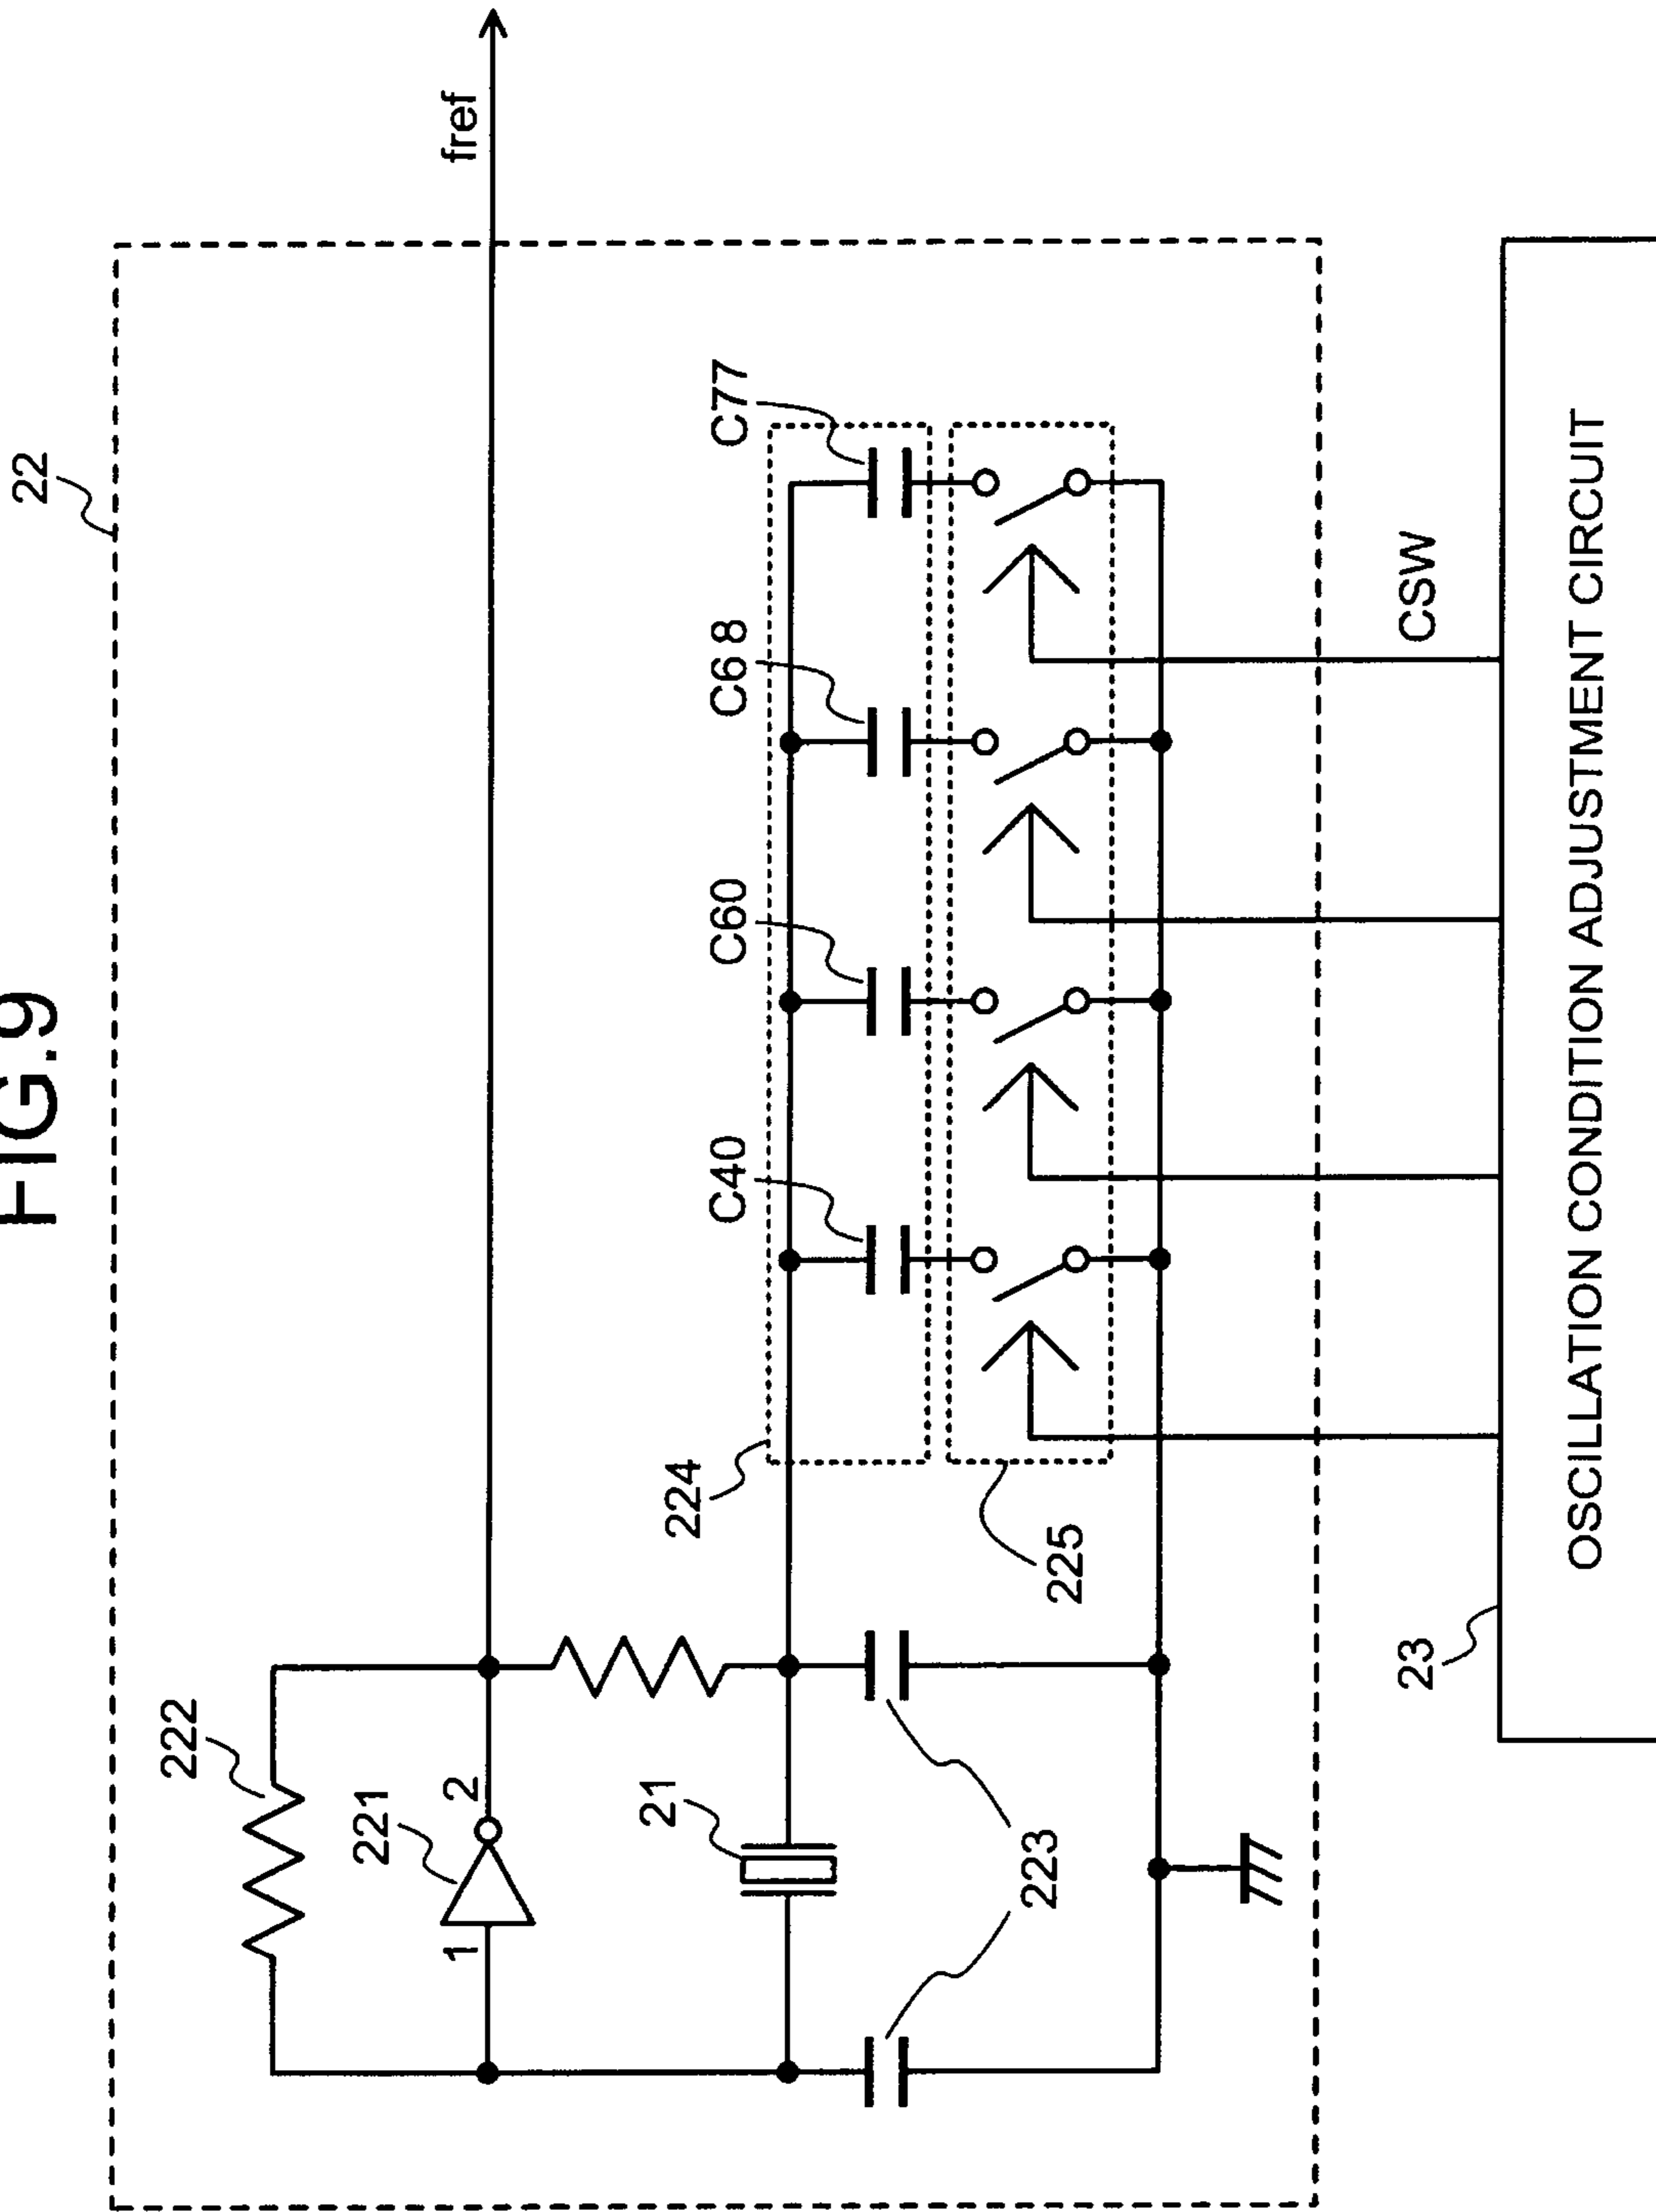 FIG.9
22
fref
222
221
1
2
21
223
224
225
C40
C60
C68
C77
CSW
23
OSCILLATION CONDITION ADJUSTMENT CIRCUIT